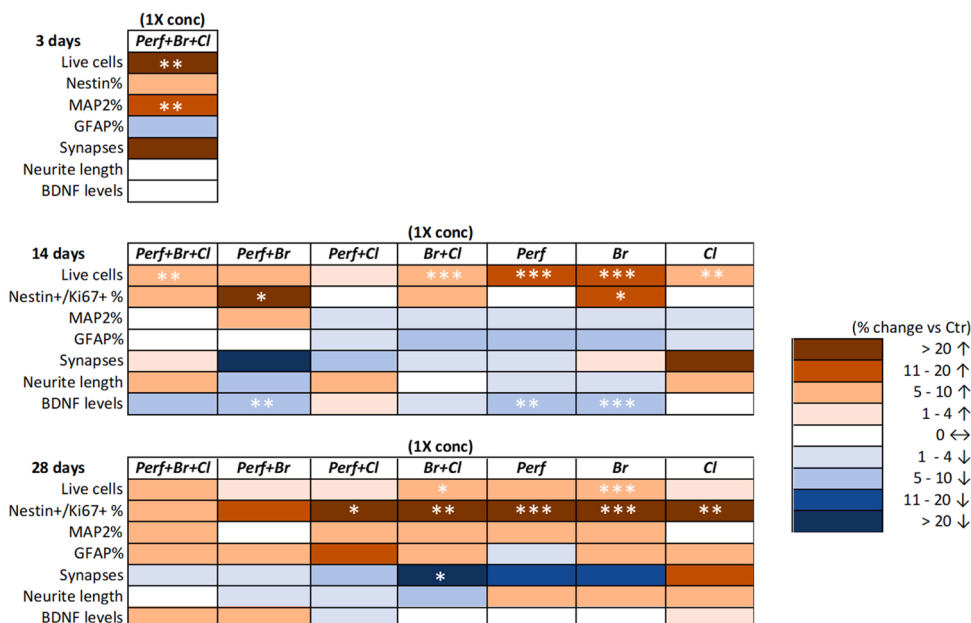 (1X conc)
3 days Perf+Br+Cl
Live cells **
Nestin%
MAP2% **
GFAP%
Synapses
Neurite length
BDNF levels
(1X conc)
14 days Perf+Br+Cl Perf+Br Perf+Cl Br+Cl Perf Br Cl
Live cells ** *** *** *** **
Nestin+/Ki67+ % * *
MAP2%
GFAP%
Synapses
Neurite length
BDNF levels ** ** ***
(% change vs Ctr)
> 20 ↑
11 - 20 ↑
5 - 10 ↑
1 - 4 ↑
0 ↔
1 - 4 ↓
5 - 10 ↓
11 - 20 ↓
> 20 ↓
(1X conc)
28 days Perf+Br+Cl Perf+Br Perf+Cl Br+Cl Perf Br Cl
Live cells * ***
Nestin+/Ki67+ % * ** *** *** **
MAP2%
GFAP%
Synapses *
Neurite length
BDNF levels